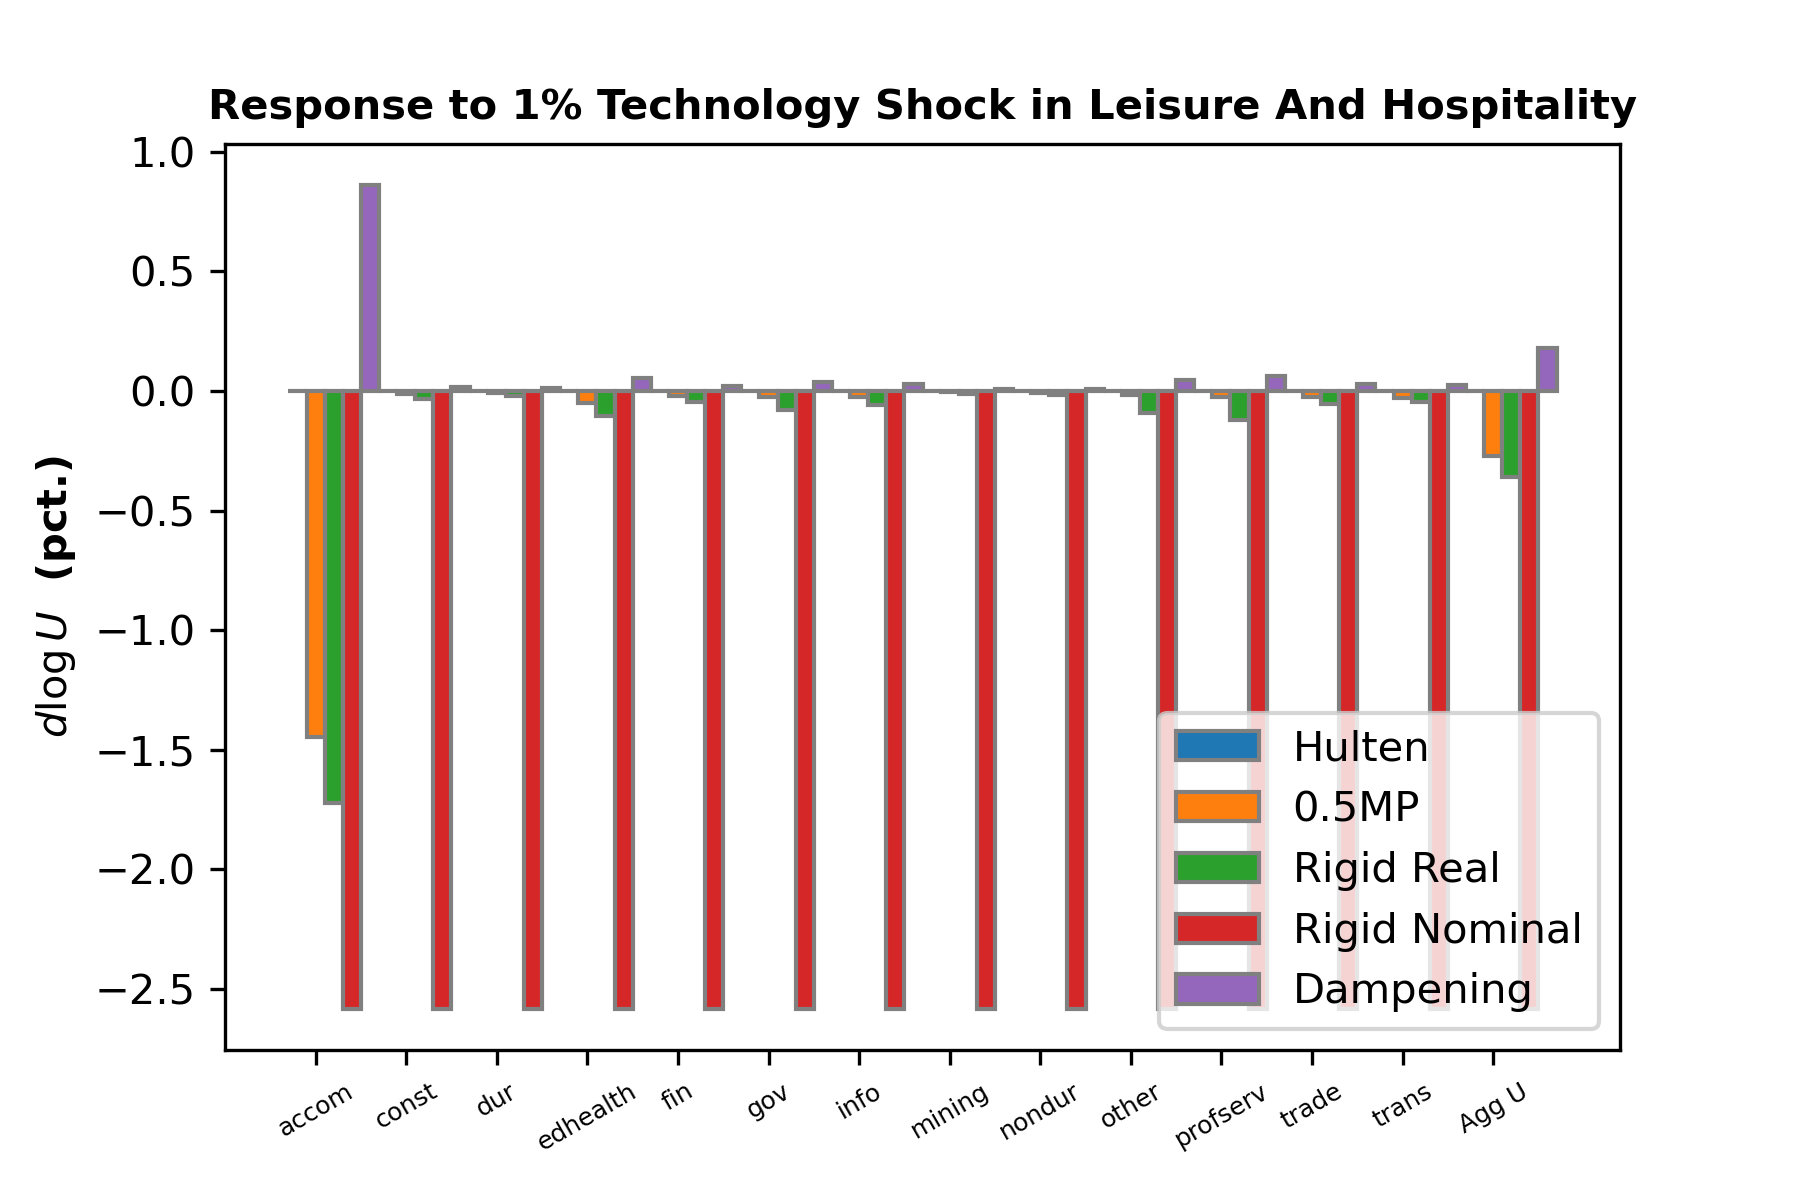 Response to 1% Technology Shock in Leisure And Hospitality
d log U (pct.)
1.0
0.5
0.0
−0.5
−1.0
−1.5
−2.0
−2.5
Hulten
0.5MP
Rigid Real
Rigid Nominal
Dampening
accom
const
dur
edhealth
fin
gov
info
mining
nondur
other
profserv
trade
trans
Agg U